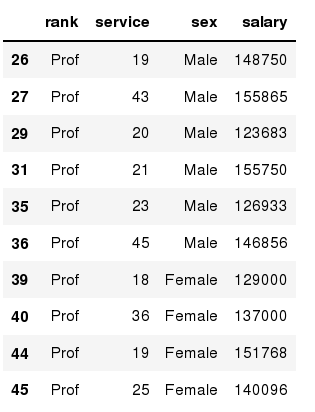 rank service sex salary
26 Prof 19 Male 148750
27 Prof 43 Male 155865
29 Prof 20 Male 123683
31 Prof 21 Male 155750
35 Prof 23 Male 126933
36 Prof 45 Male 146856
39 Prof 18 Female 129000
40 Prof 36 Female 137000
44 Prof 19 Female 151768
45 Prof 25 Female 140096